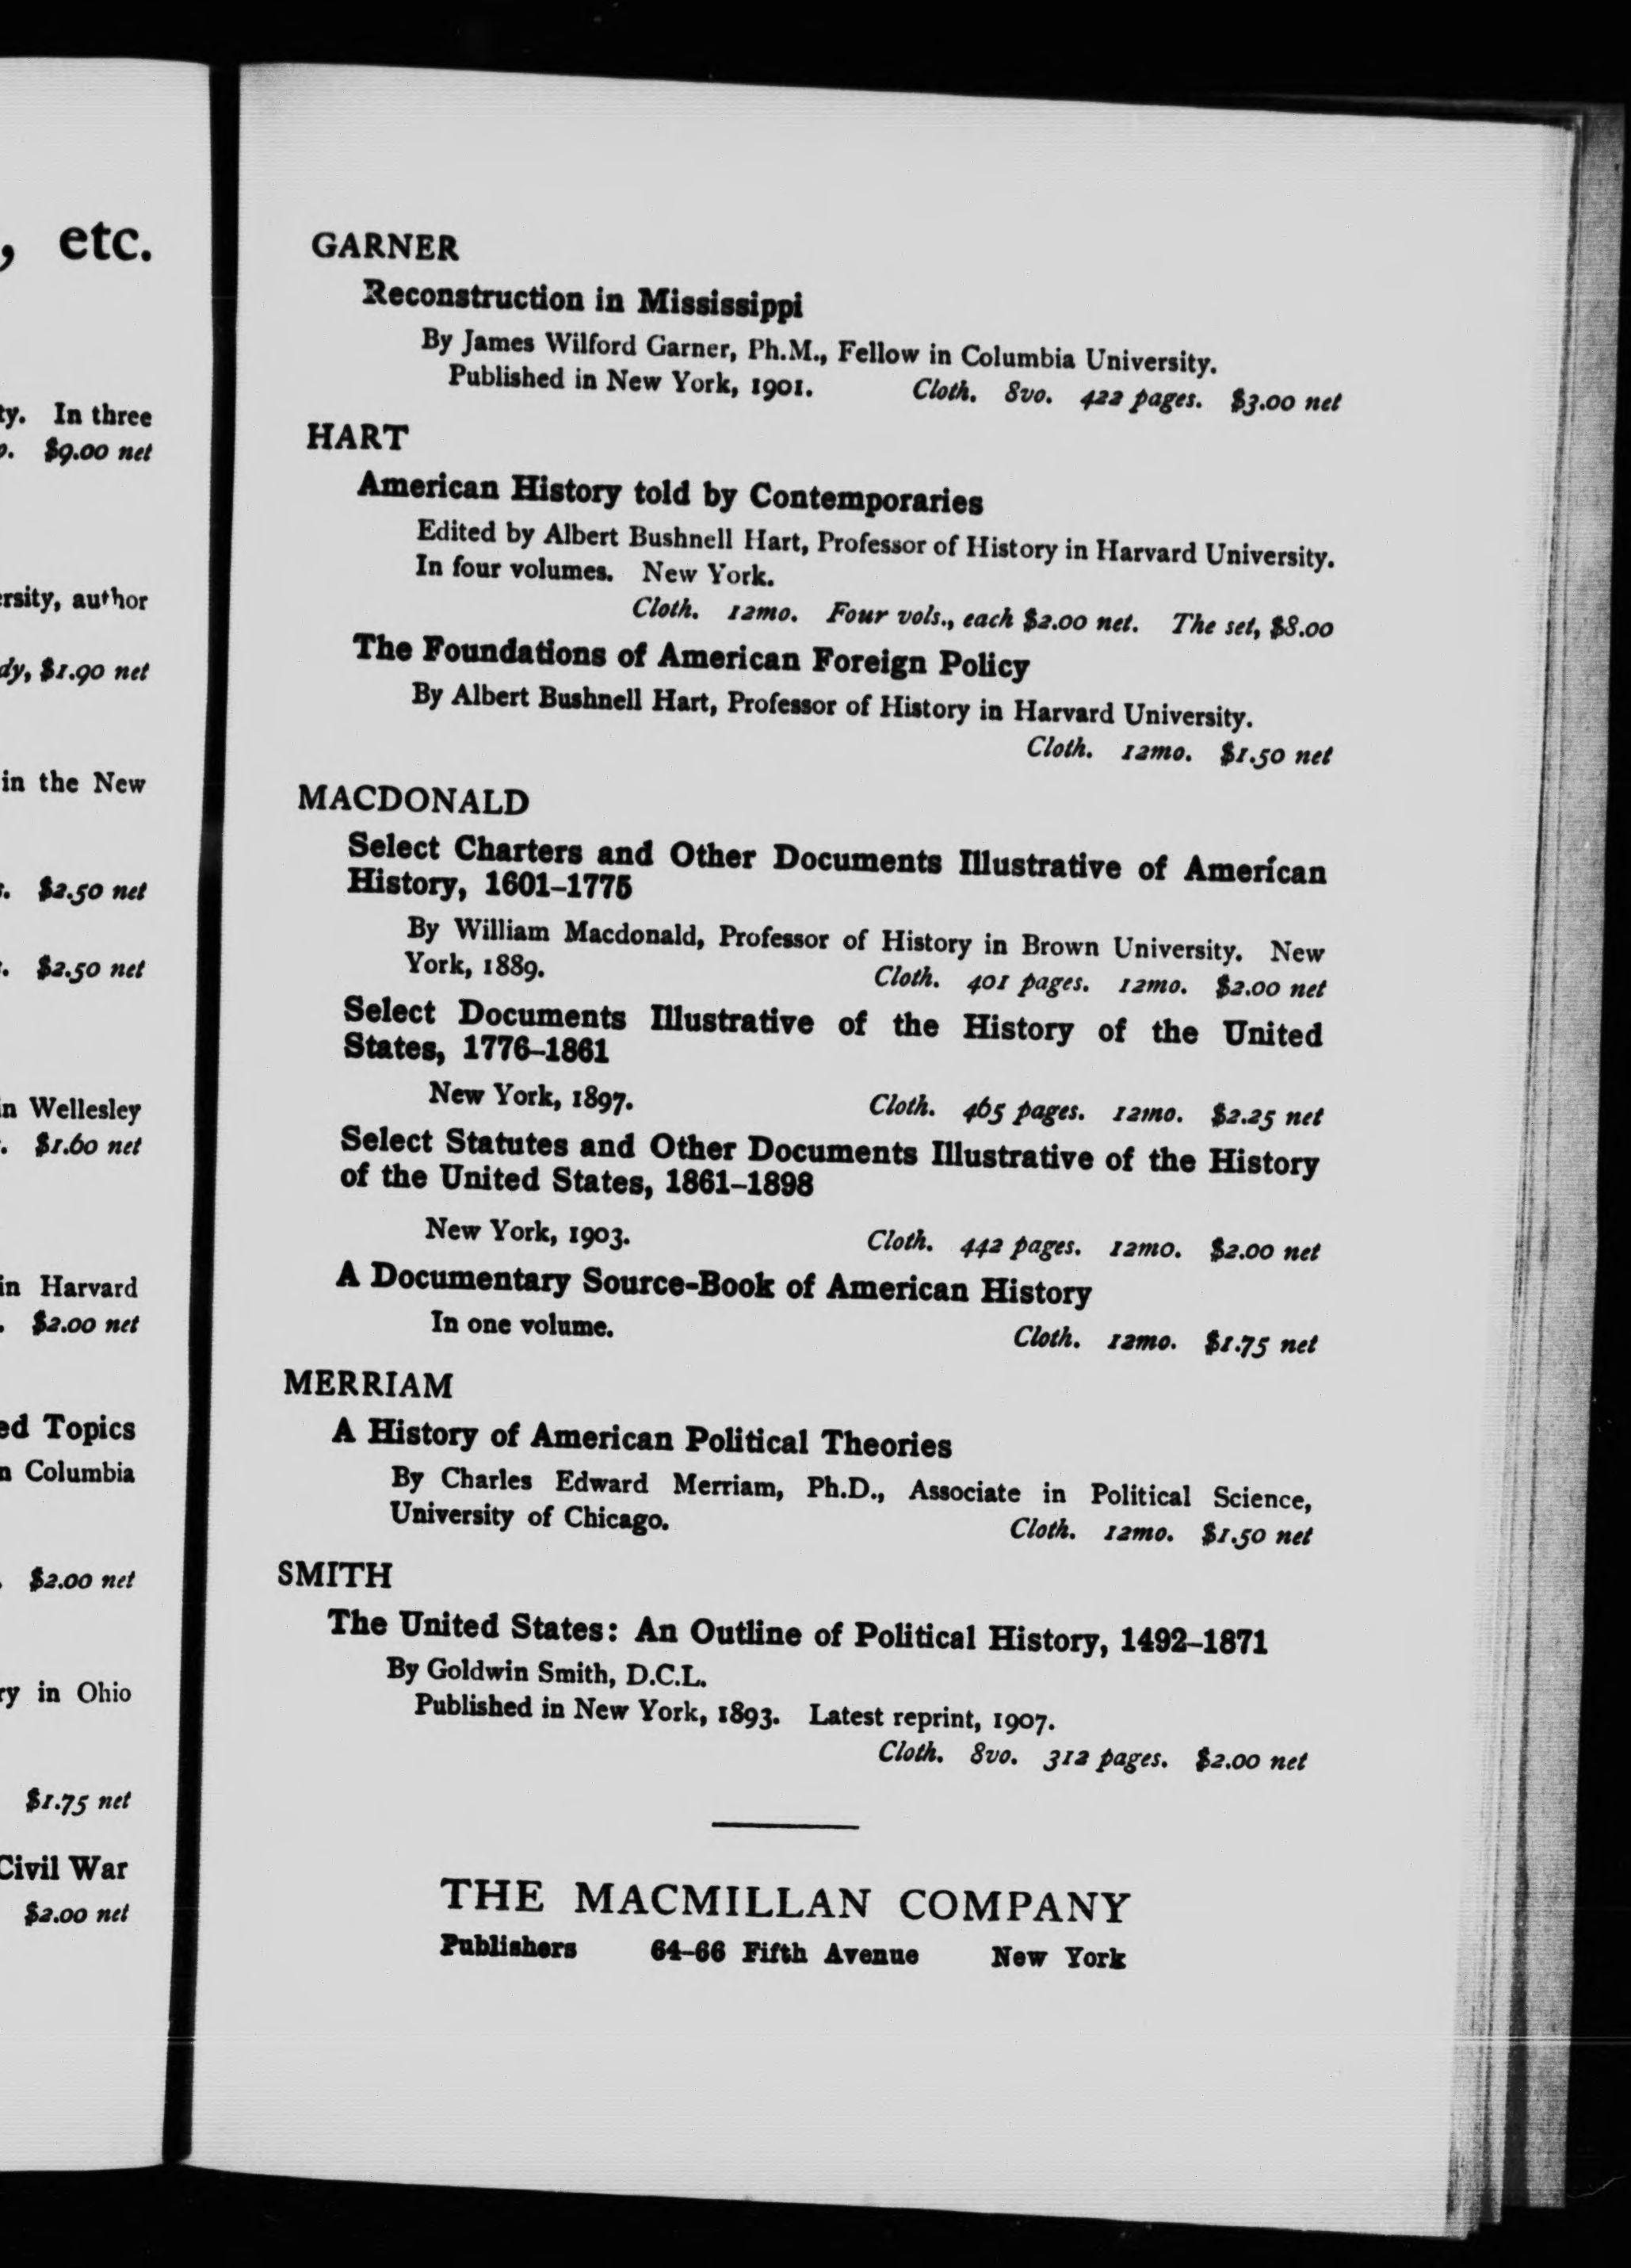 , etc.
ty. In three
. $9.00 net
ersity, author
dy, $1.90 net
in the New
. $2.50 net
. $2.50 net
in Wellesley
. $1.60 net
in Harvard
. $2.00 net
ed Topics
n Columbia
. $2.00 net
ry in Ohio
$1.75 net
Civil War
$2.00 net
GARNER
Reconstruction in Mississippi
By James Wilford Garner, Ph.M., Fellow in Columbia University.
Published in New York, 1901. Cloth. 8vo. 422 pages. $3.00 net
HART
American History told by Contemporaries
Edited by Albert Bushnell Hart, Professor of History in Harvard University.
In four volumes. New York.
Cloth. 12mo. Four vols., each $2.00 net. The set, $8.00
The Foundations of American Foreign Policy
By Albert Bushnell Hart, Professor of History in Harvard University.
Cloth. 12mo. $1.50 net
MACDONALD
Select Charters and Other Documents Illustrative of American
History, 1601–1775
By William Macdonald, Professor of History in Brown University. New
York, 1889. Cloth. 401 pages. 12mo. $2.00 net
Select Documents Illustrative of the History of the United
States, 1776–1861
New York, 1897. Cloth. 465 pages. 12mo. $2.25 net
Select Statutes and Other Documents Illustrative of the History
of the United States, 1861–1898
New York, 1903. Cloth. 442 pages. 12mo. $2.00 net
A Documentary Source-Book of American History
In one volume. Cloth. 12mo. $1.75 net
MERRIAM
A History of American Political Theories
By Charles Edward Merriam, Ph.D., Associate in Political Science,
University of Chicago. Cloth. 12mo. $1.50 net
SMITH
The United States: An Outline of Political History, 1492–1871
By Goldwin Smith, D.C.L.
Published in New York, 1893. Latest reprint, 1907.
Cloth. 8vo. 312 pages. $2.00 net
THE MACMILLAN COMPANY
Publishers 64–66 Fifth Avenue New York